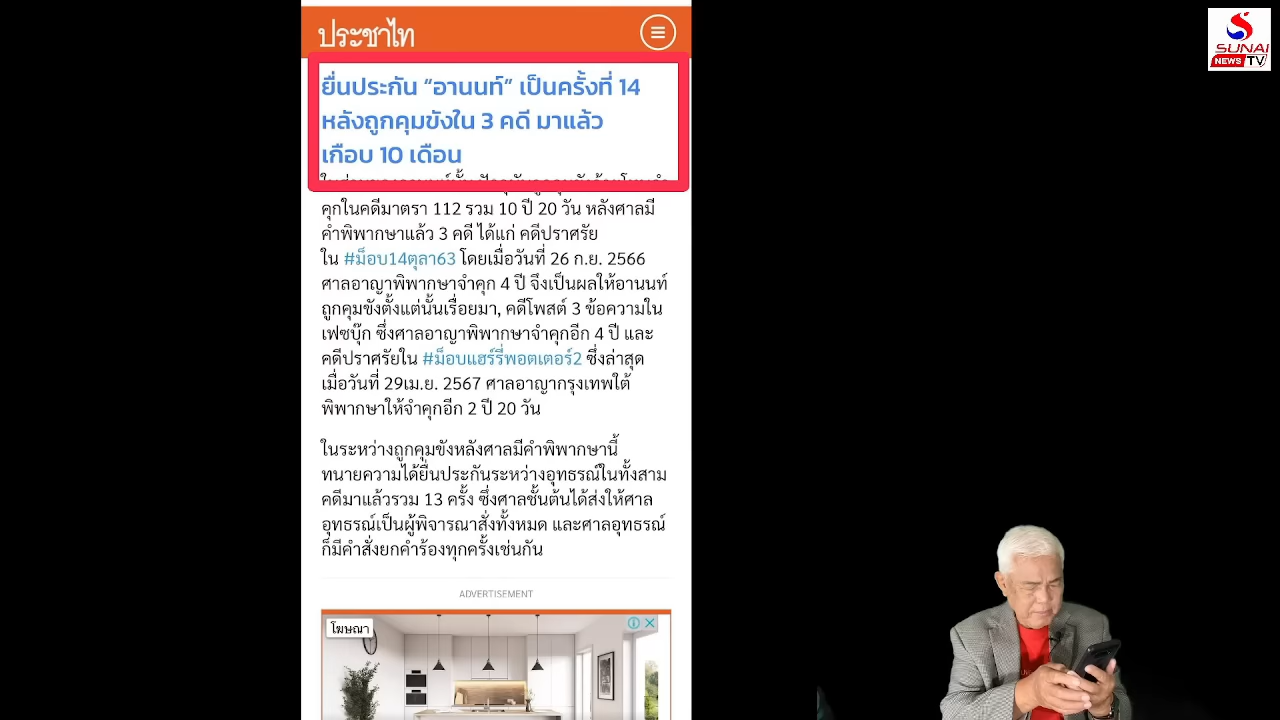 ประชาไท
SUNAI
NEWS TV
ยื่นประกัน “อานนท์” เป็นครั้งที่ 14
หลังถูกคุมขังใน 3 คดี มาแล้ว
เกือบ 10 เดือน
คุกในคดีมาตรา 112 รวม 10 ปี 20 วัน หลังศาลมี
คำพิพากษาแล้ว 3 คดี ได้แก่ คดีปราศรัย
ใน #ม็อบ14ตุลา63 โดยเมื่อวันที่ 26 ก.ย. 2566
ศาลอาญาพิพากษาจำคุก 4 ปี จึงเป็นผลให้อานนท์
ถูกคุมขังตั้งแต่นั้นเรื่อยมา, คดีโพสต์ 3 ข้อความใน
เฟซบุ๊ก ซึ่งศาลอาญาพิพากษาจำคุกอีก 4 ปี และ
คดีปราศรัยใน #ม็อบแฮร์รี่พอตเตอร์2 ซึ่งล่าสุด
เมื่อวันที่ 29เม.ย. 2567 ศาลอาญากรุงเทพใต้
พิพากษาให้จำคุกอีก 2 ปี 20 วัน
ในระหว่างถูกคุมขังหลังศาลมีคำพิพากษานี้
ทนายความได้ยื่นประกันระหว่างอุทธรณ์ในทั้งสาม
คดีมาแล้วรวม 13 ครั้ง ซึ่งศาลชั้นต้นได้ส่งให้ศาล
อุทธรณ์เป็นผู้พิจารณาสั่งทั้งหมด และศาลอุทธรณ์
ก็มีคำสั่งยกคำร้องทุกครั้งเช่นกัน
ADVERTISEMENT
โฆษณา